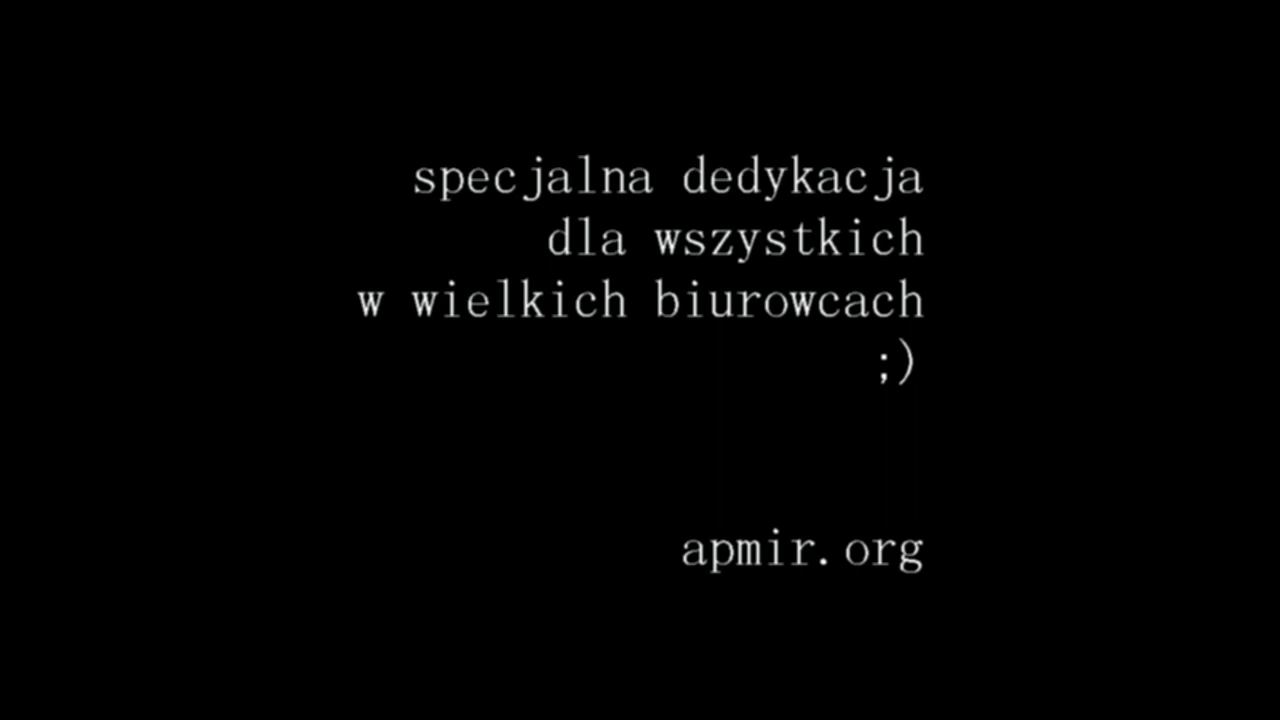 specjalna dedykacja
dla wszystkich
w wielkich biurowcach
;)
apmir.org